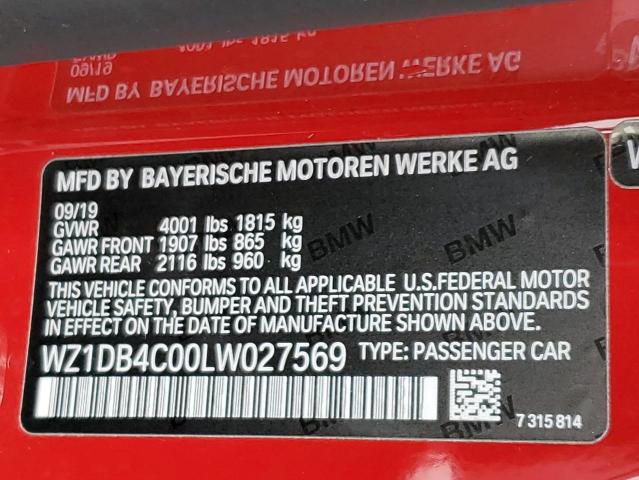 MFD BY BAYERISCHE MOTOREN WERKE AG
09/19
GVWR 4001 lbs 1815 kg
GAWR FRONT 1907 lbs 865 kg
GAWR REAR 2116 lbs 960 kg
THIS VEHICLE CONFORMS TO ALL APPLICABLE U.S.FEDERAL MOTOR
VEHICLE SAFETY, BUMPER AND THEFT PREVENTION STANDARDS
IN EFFECT ON THE DATE OF MANUFACTURE SHOWN ABOVE.
WZ1DB4C00LW027569 TYPE: PASSENGER CAR
7 315 814